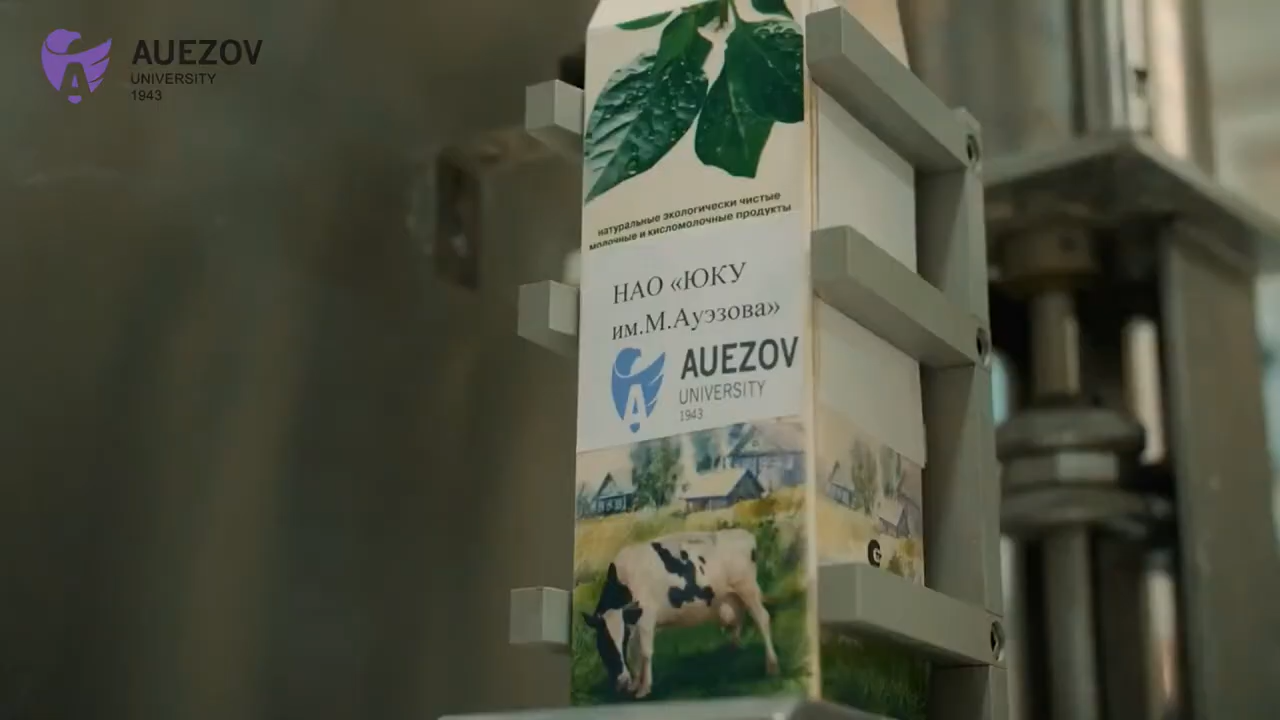 AUEZOV
UNIVERSITY
1943
натуральные экологически чистые
молочные и кисломолочные продукты
НАО «ЮКУ
им.М.Ауэзова»
AUEZOV
UNIVERSITY
1943
G